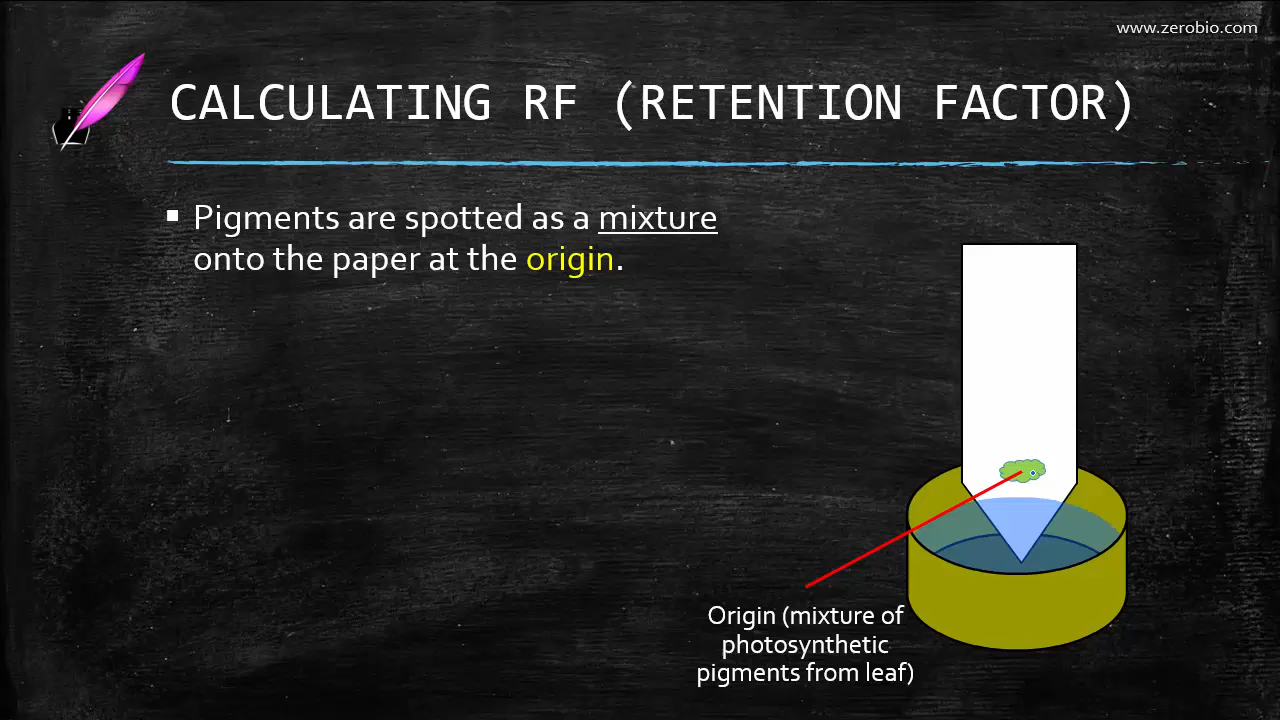 www.zerobio.com
CALCULATING RF (RETENTION FACTOR)
▪ Pigments are spotted as a mixture
onto the paper at the origin.
Origin (mixture of
photosynthetic
pigments from leaf)